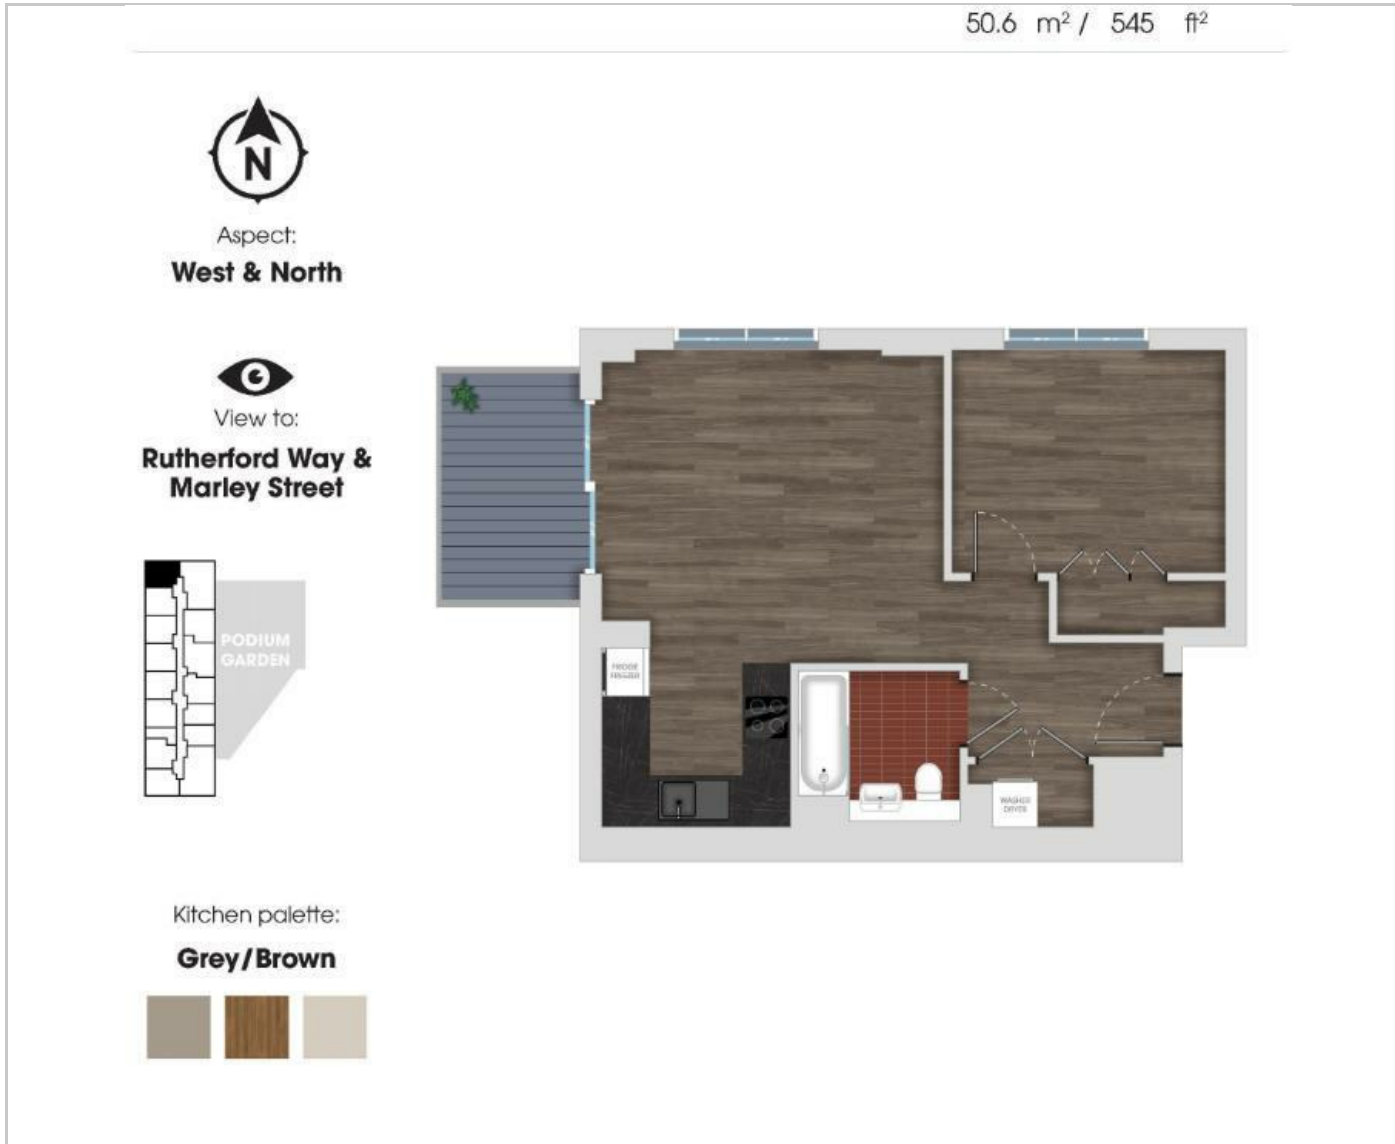 50.6 m² / 545 ft²
N
Aspect:
West & North
View to:
Rutherford Way &
Marley Street
PODIUM
GARDEN
FRIDGE
FREEZER
WASHER
DRYER
Kitchen palette:
Grey/Brown